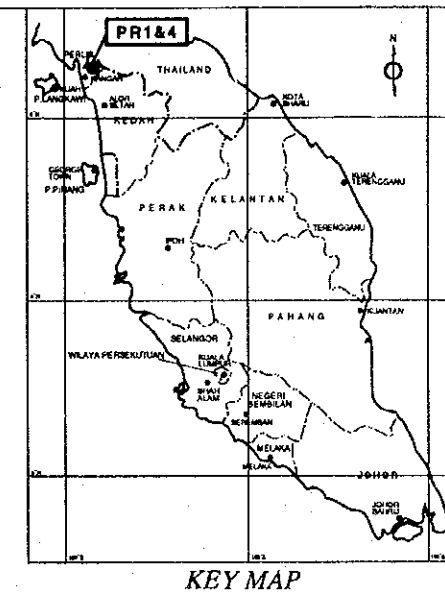 PR1&4
N
PERLIS
THAILAND
KANGAR
KUAH
P.LANGKAWI
ALOR
SETAR
KOTA
BHARU
KEDAH
GEORGE
TOWN
P.PINANG
KUALA
TERENGGANU
PERAK
KELANTAN
TERENGGANU
IPOH
PAHANG
KUANTAN
SELANGOR
WILAYA PERSEKUTUAN
KUALA
LUMPUR
SHAH
ALAM
NEGERI
SEMBILAN
SEREMBAN
MELAKA
MELAKA
Johor
JOHOR
BAHRU
KEY MAP